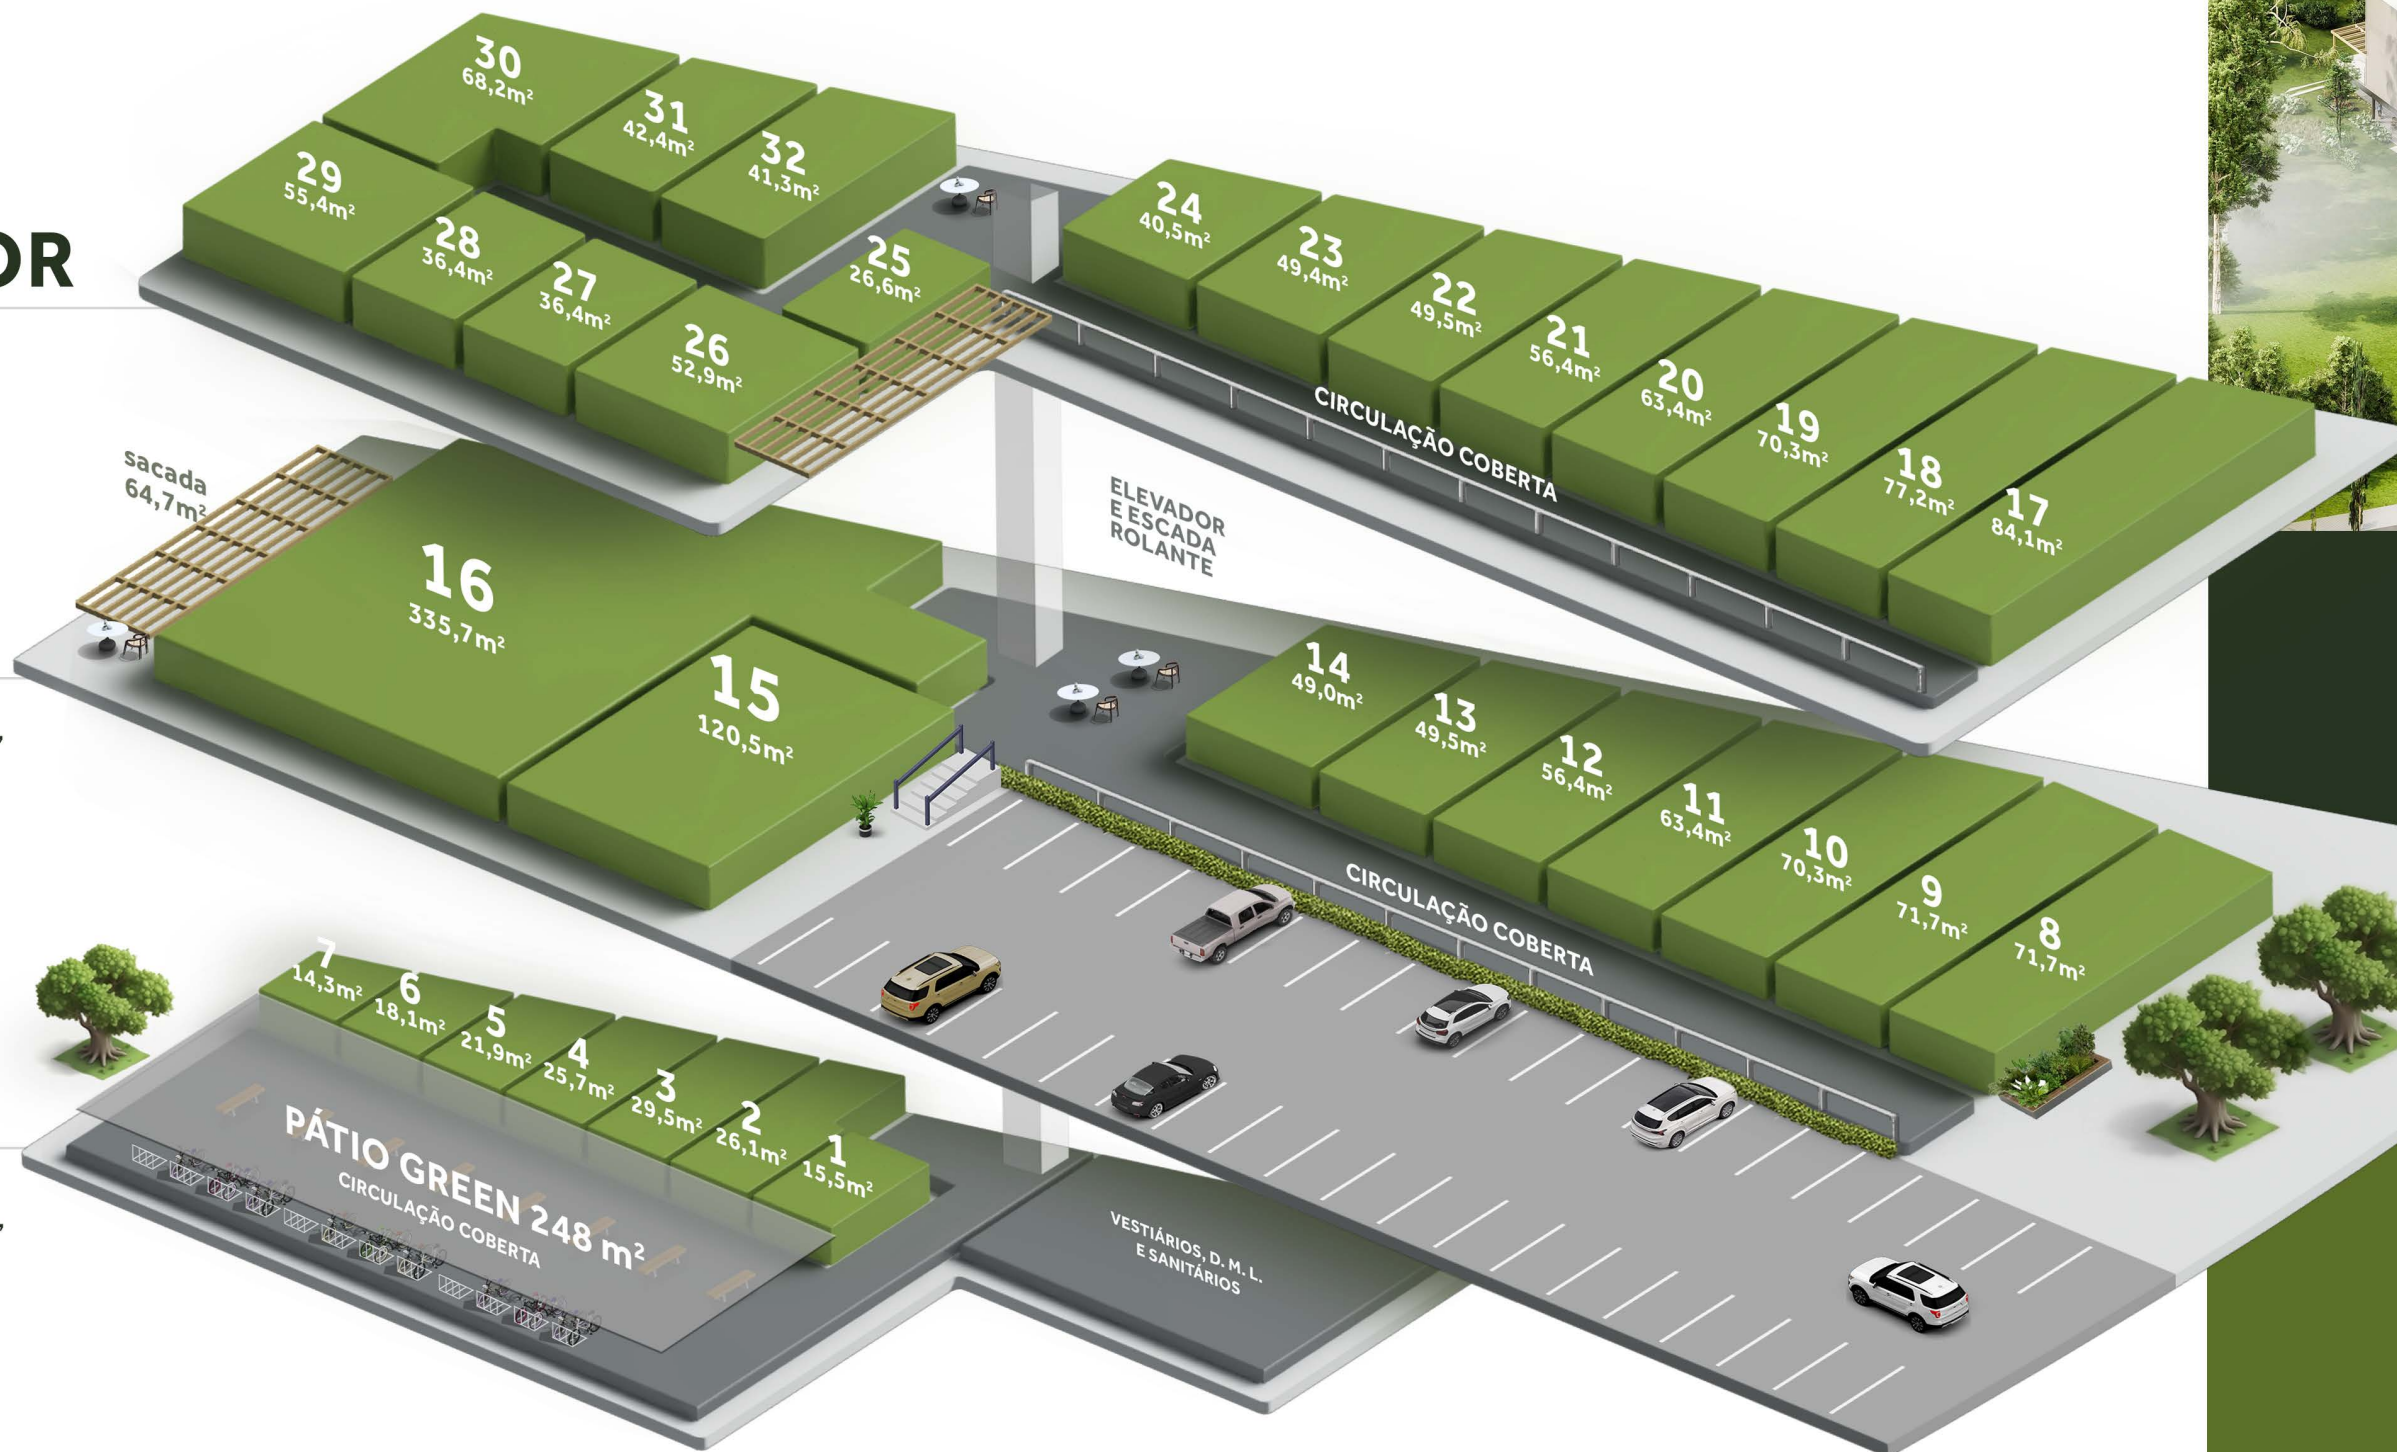 30
68,2m²
31
42,4m²
32
41,3m²
29
55,4m²
28
36,4m²
27
36,4m²
26
52,9m²
25
26,6m²
24
40,5m²
23
49,4m²
22
49,5m²
21
56,4m²
20
63,4m²
19
70,3m²
18
77,2m²
17
84,1m²
CIRCULAÇÃO COBERTA
sacada
64,7m²
ELEVADOR
E ESCADA
ROLANTE
16
335,7m²
15
120,5m²
14
49,0m²
13
49,5m²
12
56,4m²
11
63,4m²
10
70,3m²
9
71,7m²
8
71,7m²
CIRCULAÇÃO COBERTA
7
14,3m²
6
18,1m²
5
21,9m²
4
25,7m²
3
29,5m²
2
26,1m²
1
15,5m²
PÁTIO GREEN 248 m²
CIRCULAÇÃO COBERTA
VESTIÁRIOS, D. M. L.
E SANITÁRIOS